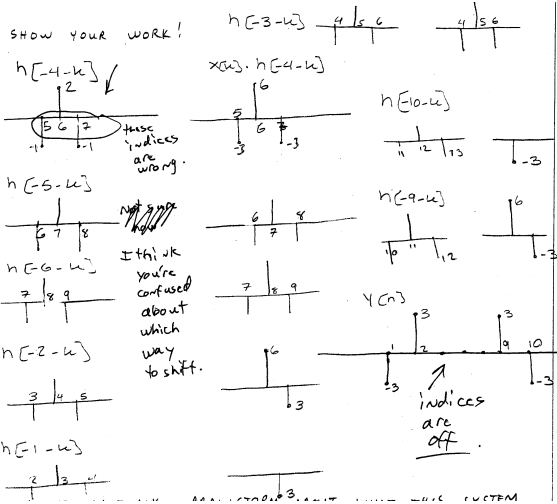 SHOW YOUR WORK!
h[-3-k]
4 5 6
4 5 6
h[-4-k]
2
5 6 7
-1 -1
these
indices
are
wrong.
x[k]·h[-4-k]
6
5
6
-3 -3
h[-10-k]
11 12 13
-3
h[-5-k]
6 7 8
6 7 8
h[-9-k]
10 11 12
6
-3
I think
you're
confused
about
which
way
to shift.
h[-6-k]
7 8 9
7 8 9
y[n]
3 3
1 2 9 10
-3 -3
indices
are
off.
h[-2-k]
3 4 5
6
3
h[-1-k]
2 3
3